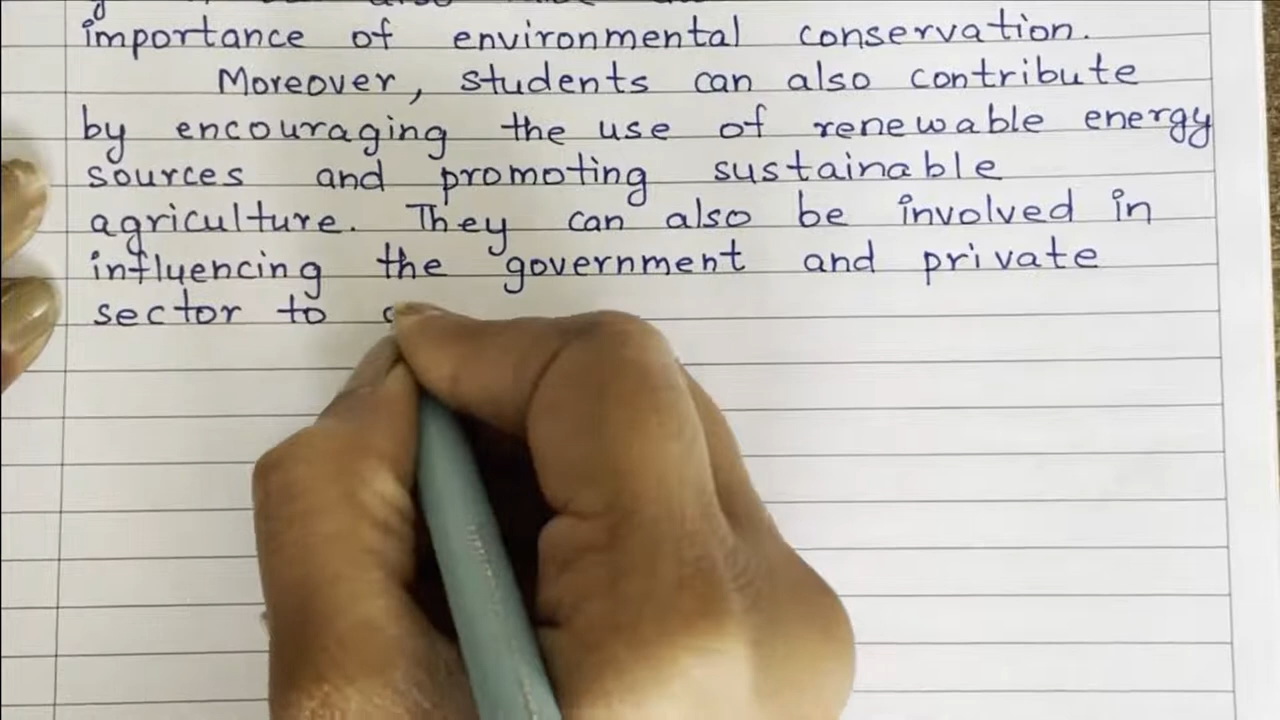 importance of environmental conservation.
Moreover, students can also contribute
by encouraging the use of renewable energy
sources and promoting sustainable
agriculture. They can also be involved in
influencing the government and private
sector to